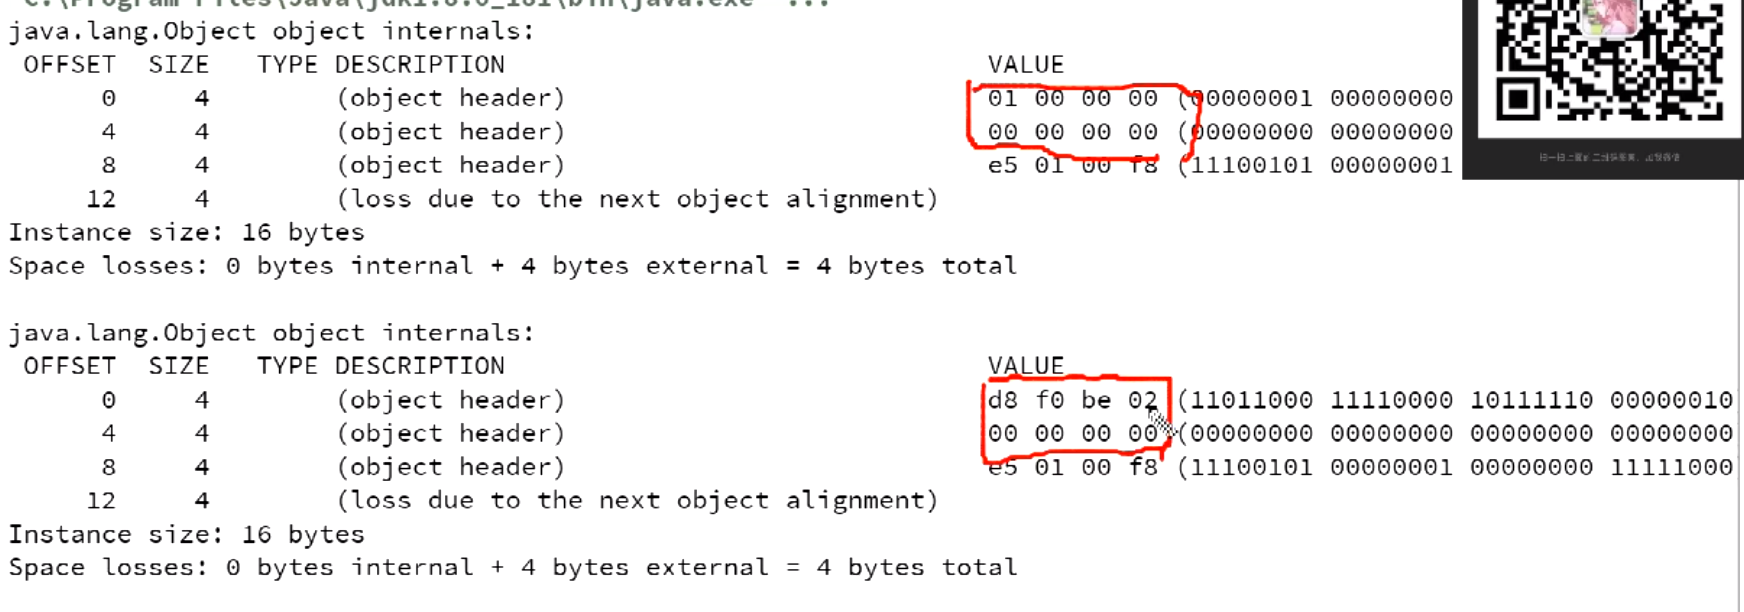 C:\Program Files\Java\jdk1.8.0_181\bin\java.exe" ...
java.lang.Object object internals:
OFFSET SIZE TYPE DESCRIPTION VALUE
0 4 (object header) 01 00 00 00 (00000001 00000000
4 4 (object header) 00 00 00 00 (00000000 00000000
8 4 (object header) e5 01 00 f8 (11100101 00000001
12 4 (loss due to the next object alignment)
Instance size: 16 bytes
Space losses: 0 bytes internal + 4 bytes external = 4 bytes total
java.lang.Object object internals:
OFFSET SIZE TYPE DESCRIPTION VALUE
0 4 (object header) d8 f0 be 02 (11011000 11110000 10111110 00000010
4 4 (object header) 00 00 00 00 (00000000 00000000 00000000 00000000
8 4 (object header) e5 01 00 f8 (11100101 00000001 00000000 11111000
12 4 (loss due to the next object alignment)
Instance size: 16 bytes
Space losses: 0 bytes internal + 4 bytes external = 4 bytes total